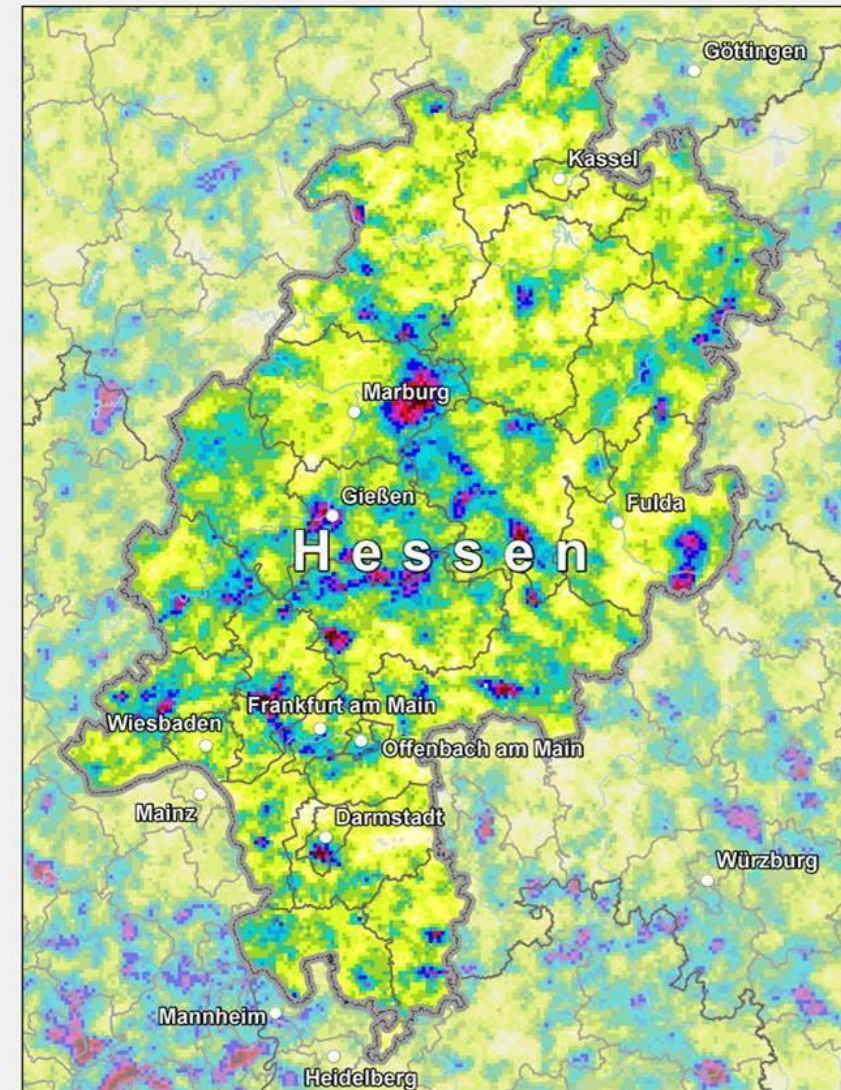 Göttingen
Kassel
Marburg
Gießen
Fulda
Hessen
Frankfurt am Main
Wiesbaden
Offenbach am Main
Mainz
Darmstadt
Würzburg
Mannheim
Heidelberg